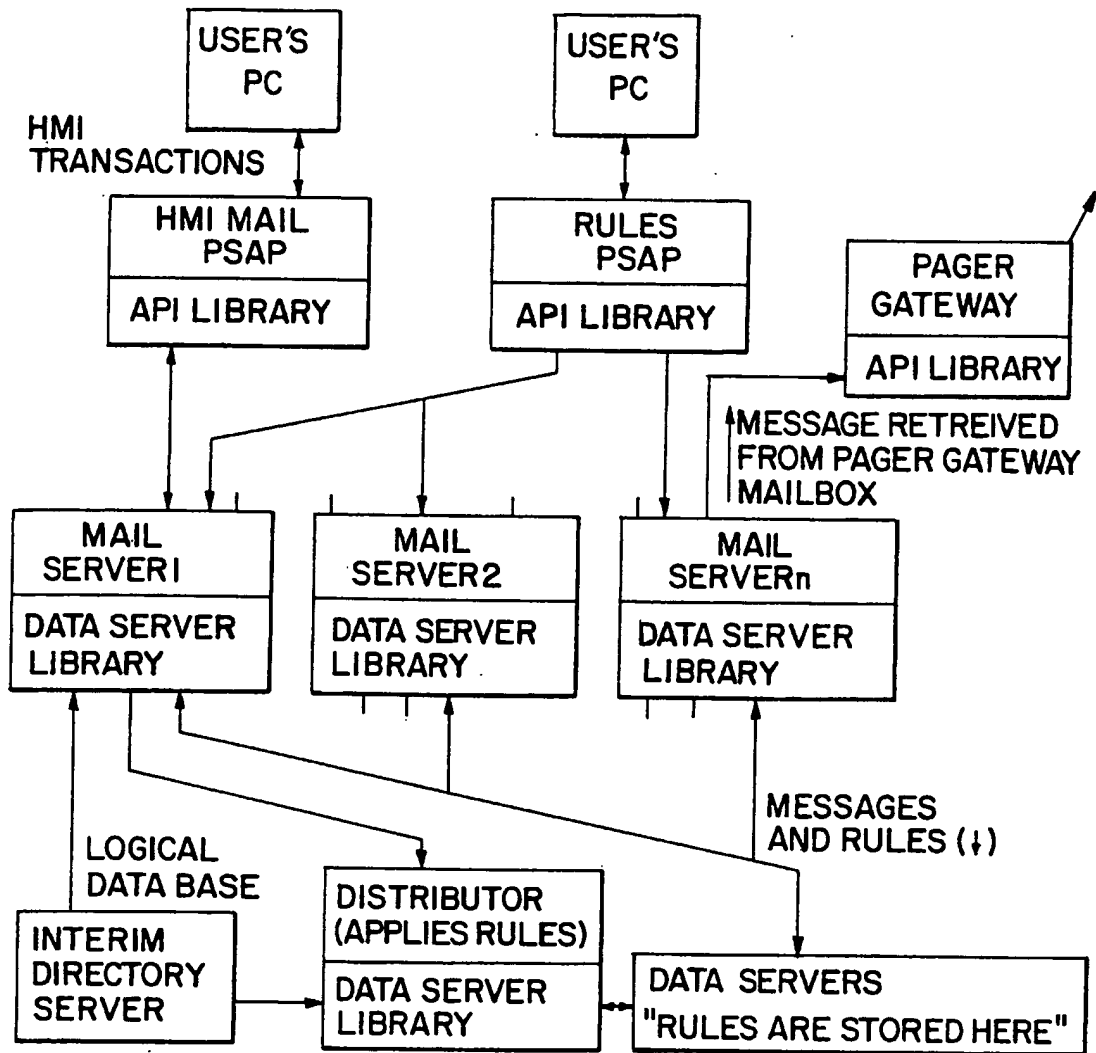 USER'S
PC
USER'S
PC
HMI
TRANSACTIONS
HMI MAIL
PSAP
API LIBRARY
RULES
PSAP
API LIBRARY
PAGER
GATEWAY
API LIBRARY
MESSAGE RETREIVED
FROM PAGER GATEWAY
MAILBOX
MAIL
SERVER1
DATA SERVER
LIBRARY
MAIL
SERVER2
DATA SERVER
LIBRARY
MAIL
SERVERn
DATA SERVER
LIBRARY
MESSAGES
AND RULES (↓)
LOGICAL
DATA BASE
INTERIM
DIRECTORY
SERVER
DISTRIBUTOR
(APPLIES RULES)
DATA SERVER
LIBRARY
DATA SERVERS
"RULES ARE STORED HERE"